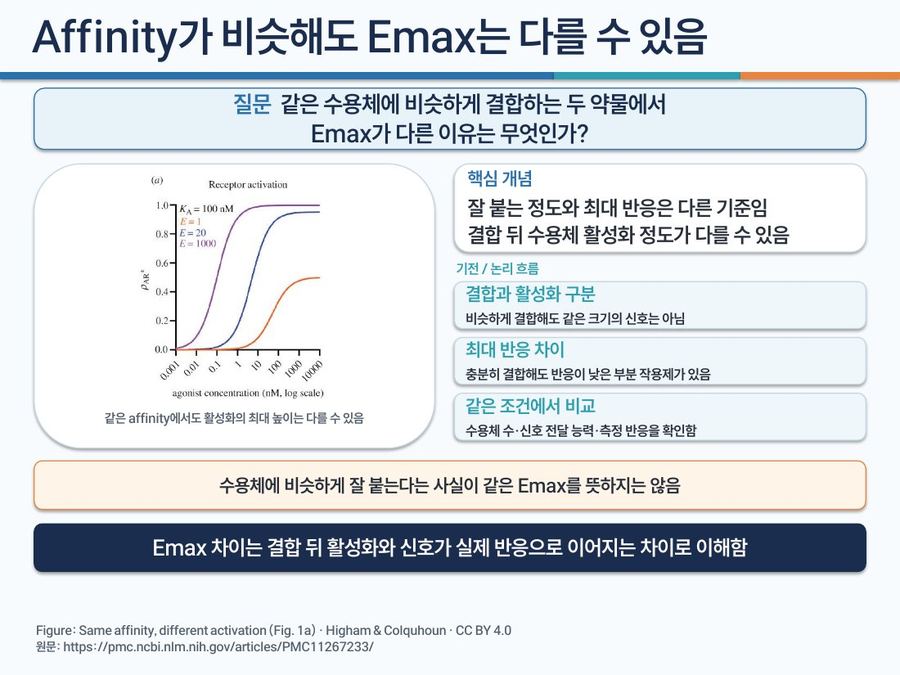 Affinity가 비슷해도 Emax는 다를 수 있음
질문 같은 수용체에 비슷하게 결합하는 두 약물에서
Emax가 다른 이유는 무엇인가?
(a)
Receptor activation
K_A = 100 nM
E = 1
E = 20
E = 1000
1.0
0.8
0.6
0.4
0.2
0.0
ρ_AR*
0.001 0.01 0.1 1 10 100 1000 10000
agonist concentration (nM, log scale)
같은 affinity에서도 활성화의 최대 높이는 다를 수 있음
핵심 개념
잘 붙는 정도와 최대 반응은 다른 기준임
결합 뒤 수용체 활성화 정도가 다를 수 있음
기전 / 논리 흐름
결합과 활성화 구분
비슷하게 결합해도 같은 크기의 신호는 아님
최대 반응 차이
충분히 결합해도 반응이 낮은 부분 작용제가 있음
같은 조건에서 비교
수용체 수·신호 전달 능력·측정 반응을 확인함
수용체에 비슷하게 잘 붙는다는 사실이 같은 Emax를 뜻하지는 않음
Emax 차이는 결합 뒤 활성화와 신호가 실제 반응으로 이어지는 차이로 이해함
Figure: Same affinity, different activation (Fig. 1a) · Higham & Colquhoun · CC BY 4.0
원문: https://pmc.ncbi.nlm.nih.gov/articles/PMC11267233/